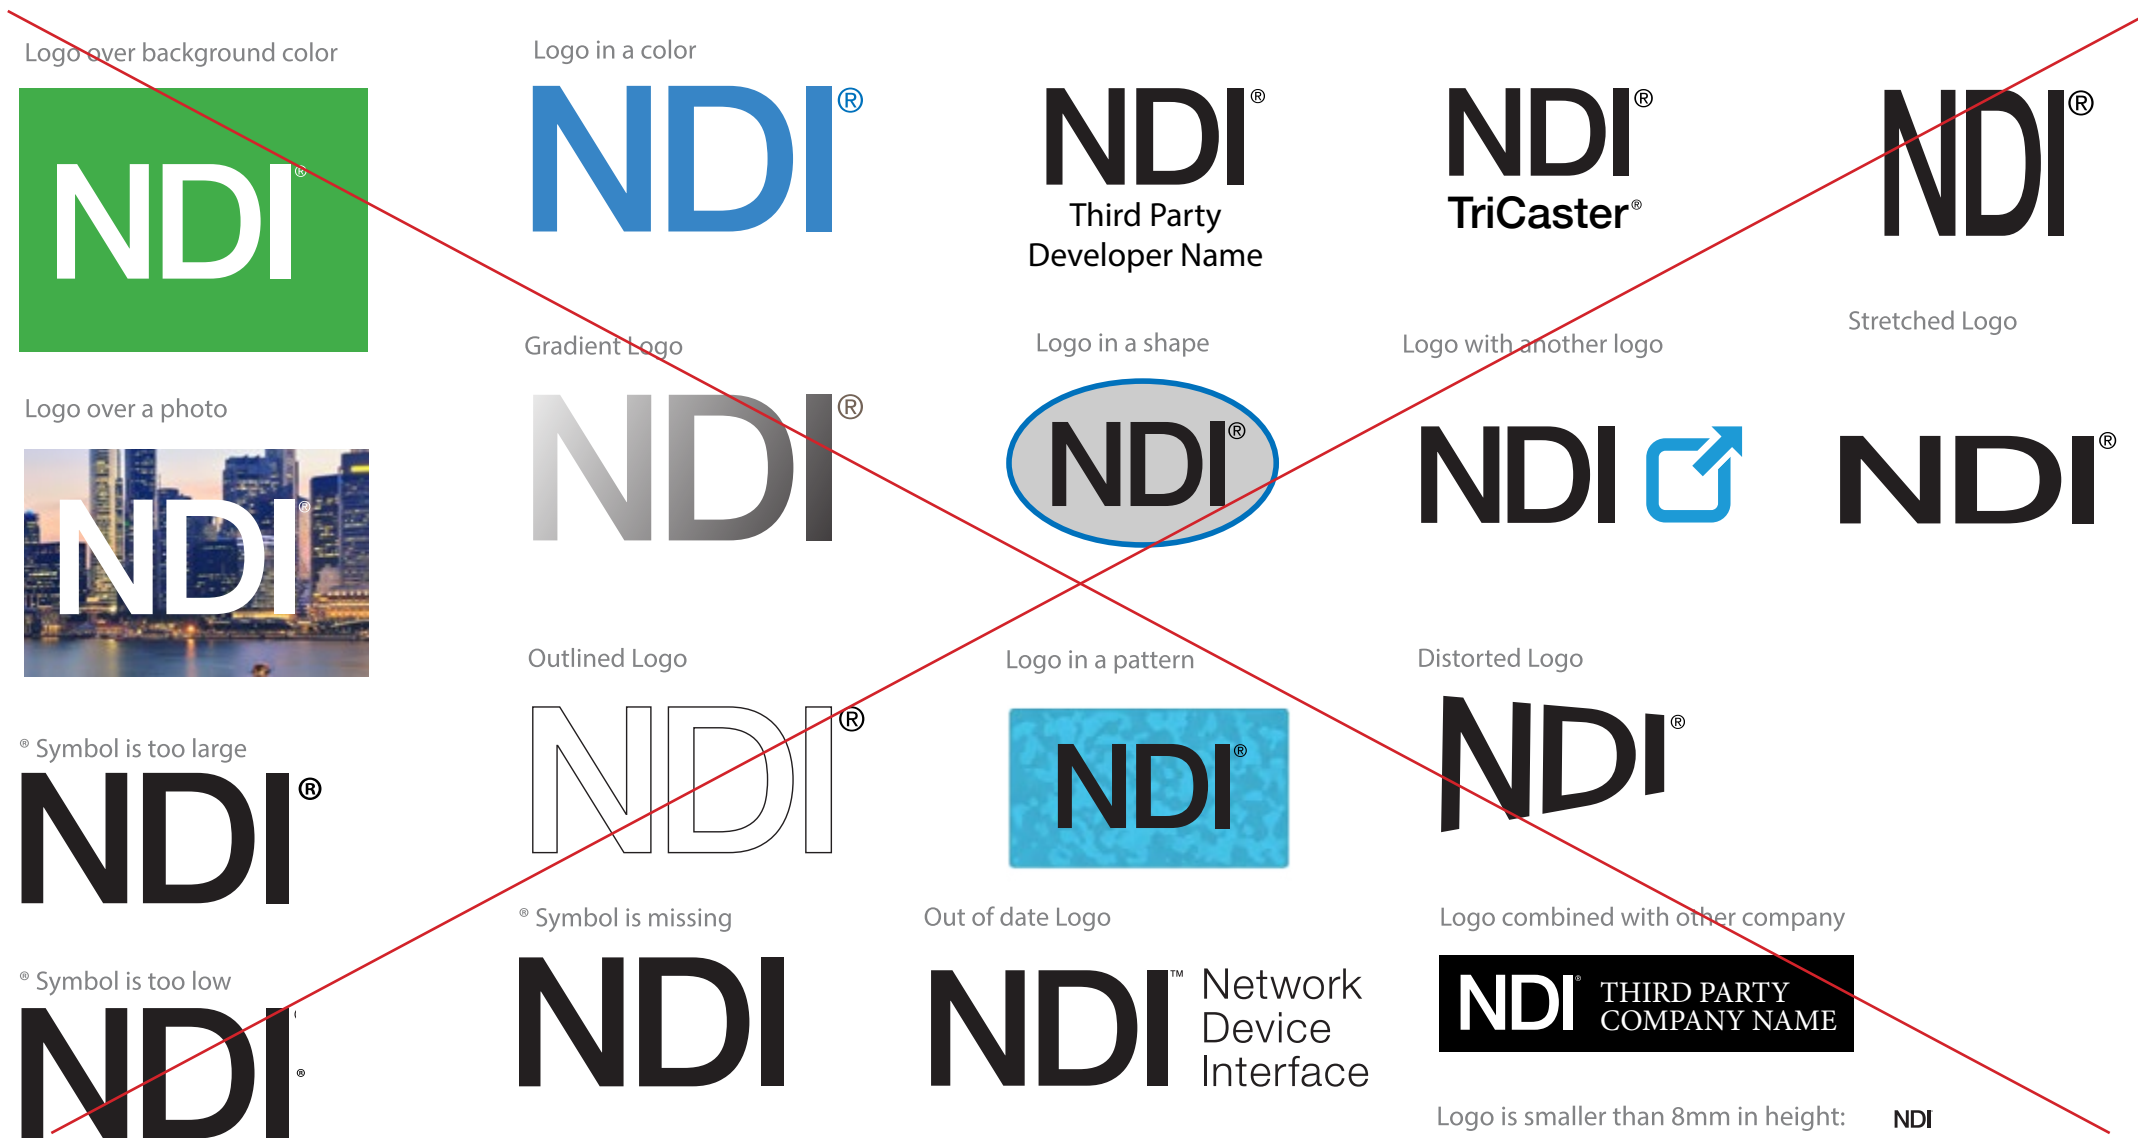 Logo over background color
NDI®
Logo in a color
NDI®
NDI®
Third Party
Developer Name
NDI®
TriCaster®
NDI®
Stretched Logo
Logo over a photo
NDI®
Gradient Logo
NDI®
Logo in a shape
NDI®
Logo with another logo
NDI
NDI®
® Symbol is too large
NDI®
Outlined Logo
NDI®
Logo in a pattern
NDI®
Distorted Logo
NDI®
® Symbol is too low
NDI®
® Symbol is missing
NDI
Out of date Logo
NDI™
Network
Device
Interface
Logo combined with other company
NDI®
THIRD PARTY
COMPANY NAME
Logo is smaller than 8mm in height:
NDI